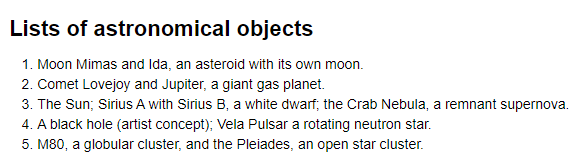 Lists of astronomical objects
1. Moon Mimas and Ida, an asteroid with its own moon.
2. Comet Lovejoy and Jupiter, a giant gas planet.
3. The Sun; Sirius A with Sirius B, a white dwarf; the Crab Nebula, a remnant supernova.
4. A black hole (artist concept); Vela Pulsar a rotating neutron star.
5. M80, a globular cluster, and the Pleiades, an open star cluster.